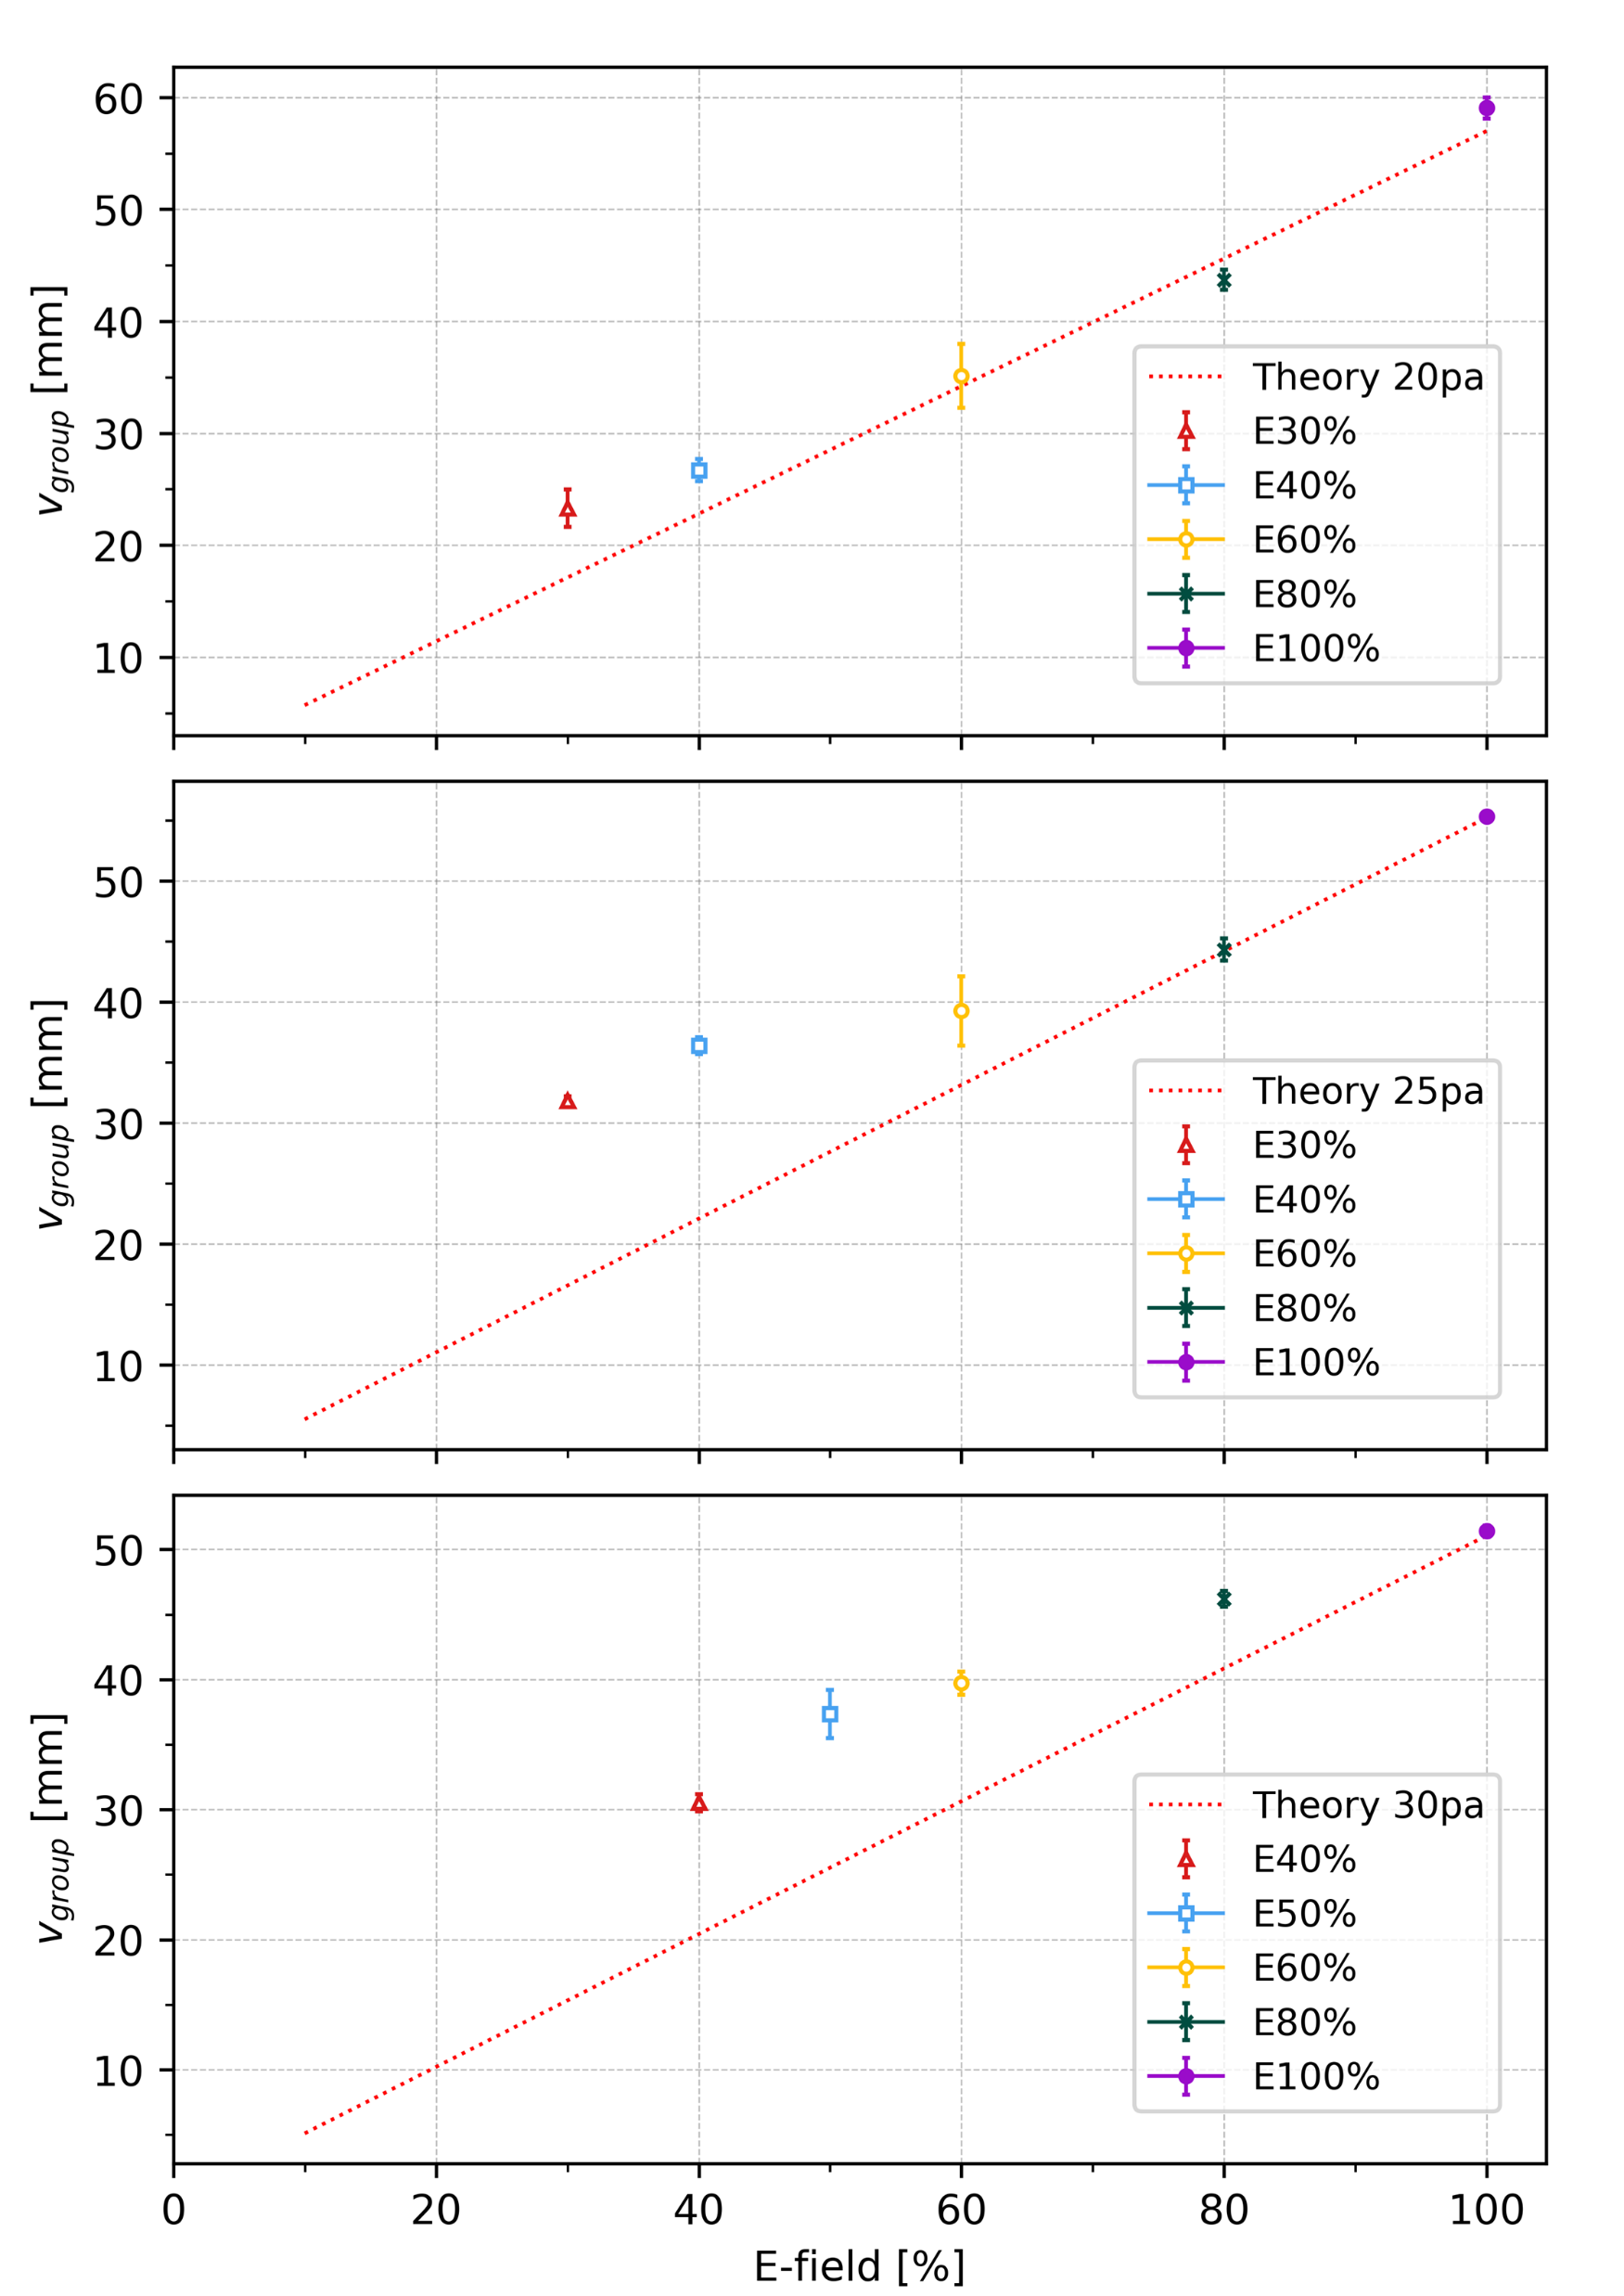 60
50
40
30
20
10
v_group [mm]
Theory 20pa
E30%
E40%
E60%
E80%
E100%
50
40
30
20
10
v_group [mm]
Theory 25pa
E30%
E40%
E60%
E80%
E100%
50
40
30
20
10
v_group [mm]
Theory 30pa
E40%
E50%
E60%
E80%
E100%
0 20 40 60 80 100
E-field [%]